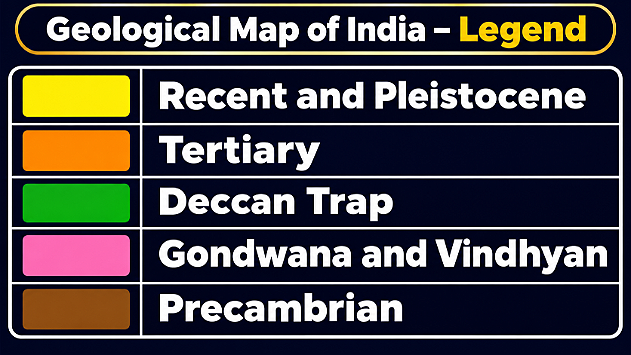 Geological Map of India – Legend
Recent and Pleistocene
Tertiary
Deccan Trap
Gondwana and Vindhyan
Precambrian